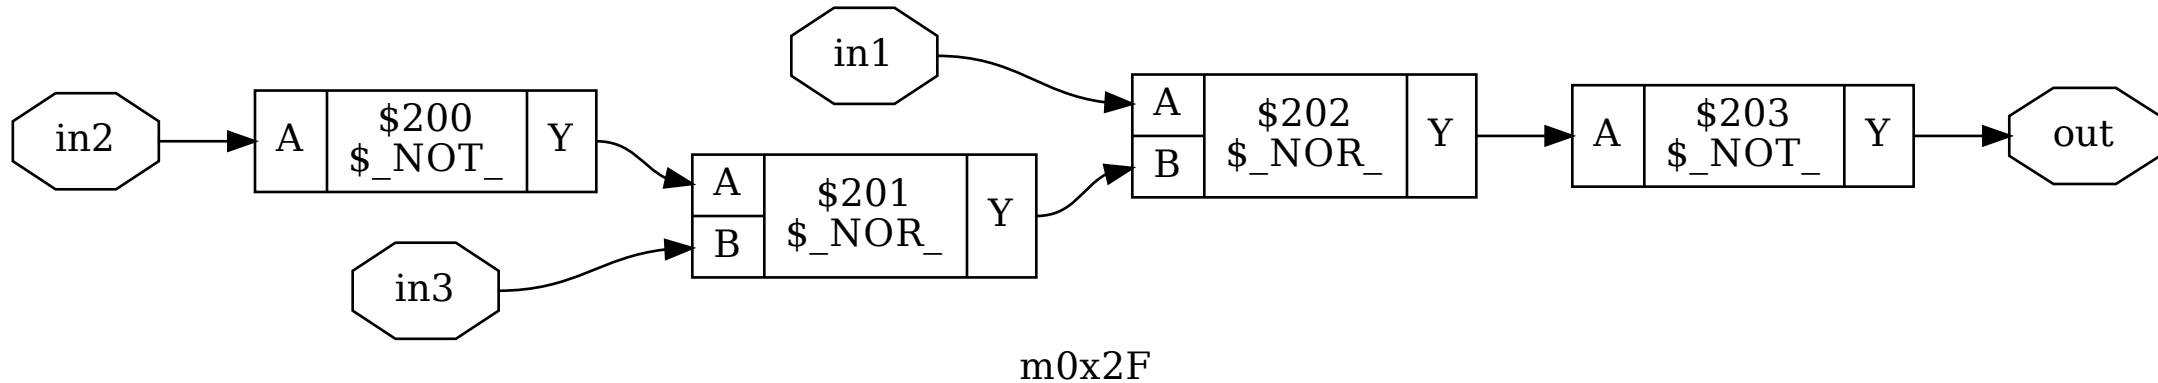 in1
in2
A
$200
$_NOT_
Y
in3
A
B
$201
$_NOR_
Y
A
B
$202
$_NOR_
Y
A
$203
$_NOT_
Y
out
m0x2F